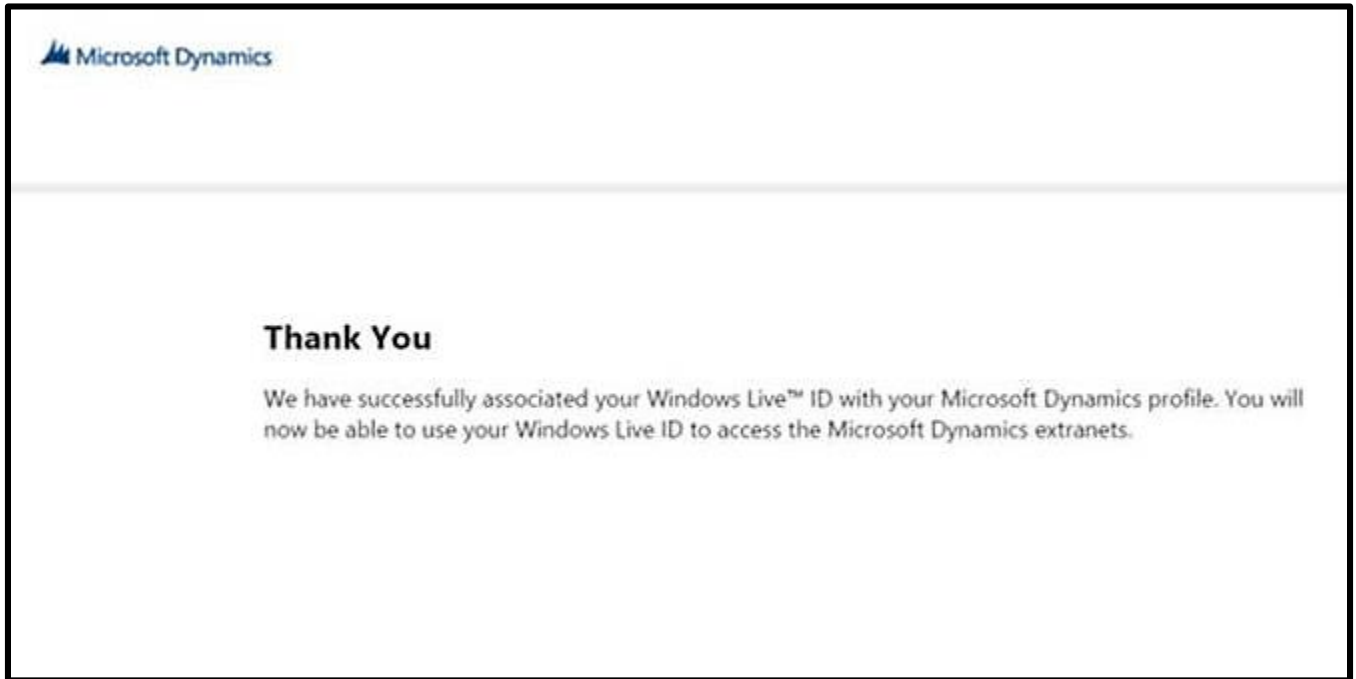 Microsoft Dynamics
Thank You
We have successfully associated your Windows Live™ ID with your Microsoft Dynamics profile. You will
now be able to use your Windows Live ID to access the Microsoft Dynamics extranets.